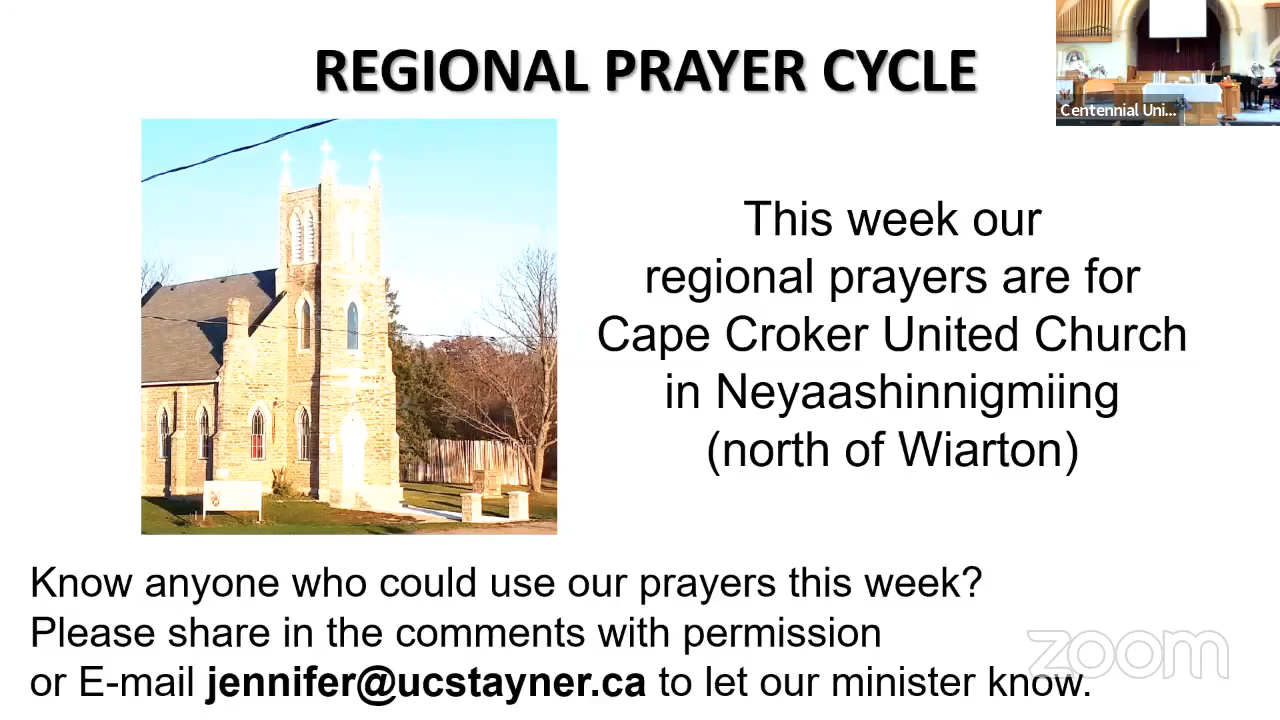 REGIONAL PRAYER CYCLE
Centennial Uni...
This week our
regional prayers are for
Cape Croker United Church
in Neyaashinnigmiing
(north of Wiarton)
Know anyone who could use our prayers this week?
Please share in the comments with permission
or E-mail jennifer@ucstayner.ca to let our minister know.
zoom